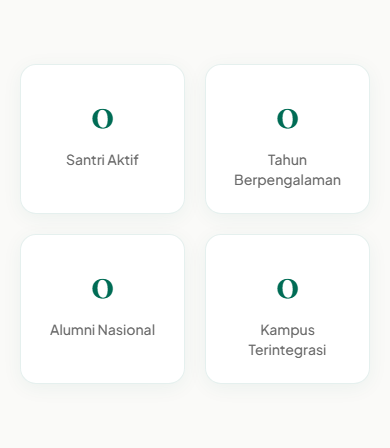 0
Santri Aktif
0
Tahun
Berpengalaman
0
Alumni Nasional
0
Kampus
Terintegrasi